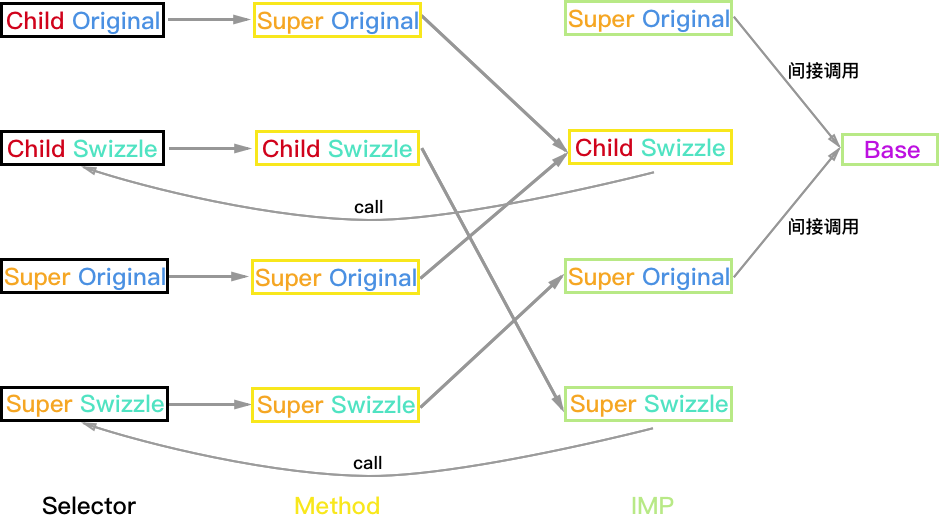 Child Original
Super Original
Super Original
间接调用
Child Swizzle
Child Swizzle
Child Swizzle
Base
call
间接调用
Super Original
Super Original
Super Original
Super Swizzle
Super Swizzle
Super Swizzle
call
Selector
Method
IMP